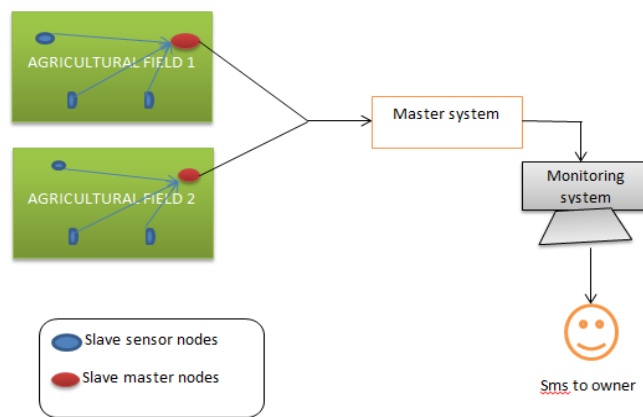 AGRICULTURAL FIELD 1
Master system
AGRICULTURAL FIELD 2
Monitoring
system
Slave sensor nodes
Slave master nodes
Sms to owner